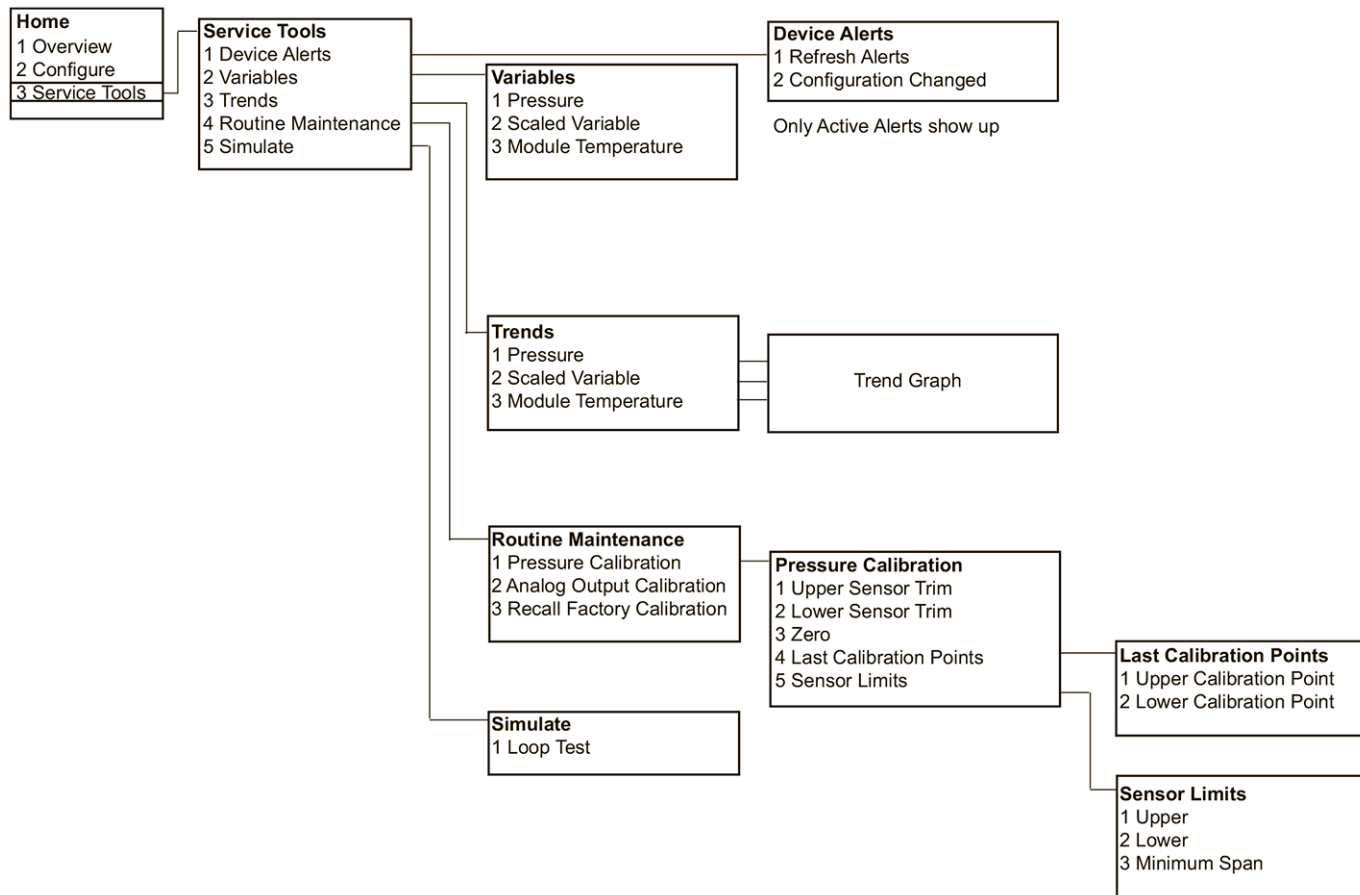 Home
1 Overview
2 Configure
3 Service Tools
Service Tools
1 Device Alerts
2 Variables
3 Trends
4 Routine Maintenance
5 Simulate
Device Alerts
1 Refresh Alerts
2 Configuration Changed
Only Active Alerts show up
Variables
1 Pressure
2 Scaled Variable
3 Module Temperature
Trends
1 Pressure
2 Scaled Variable
3 Module Temperature
Trend Graph
Routine Maintenance
1 Pressure Calibration
2 Analog Output Calibration
3 Recall Factory Calibration
Pressure Calibration
1 Upper Sensor Trim
2 Lower Sensor Trim
3 Zero
4 Last Calibration Points
5 Sensor Limits
Last Calibration Points
1 Upper Calibration Point
2 Lower Calibration Point
Simulate
1 Loop Test
Sensor Limits
1 Upper
2 Lower
3 Minimum Span